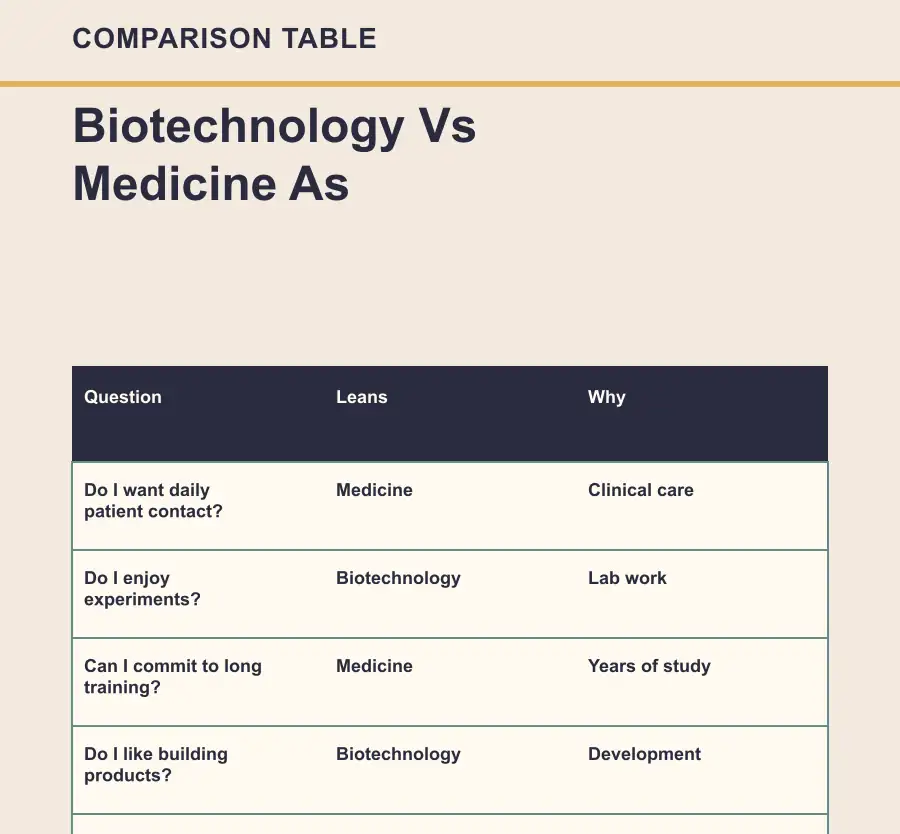 COMPARISON TABLE
Biotechnology Vs
Medicine As
Question Leans Why
Do I want daily Medicine Clinical care
patient contact?
Do I enjoy Biotechnology Lab work
experiments?
Can I commit to long Medicine Years of study
training?
Do I like building Biotechnology Development
products?